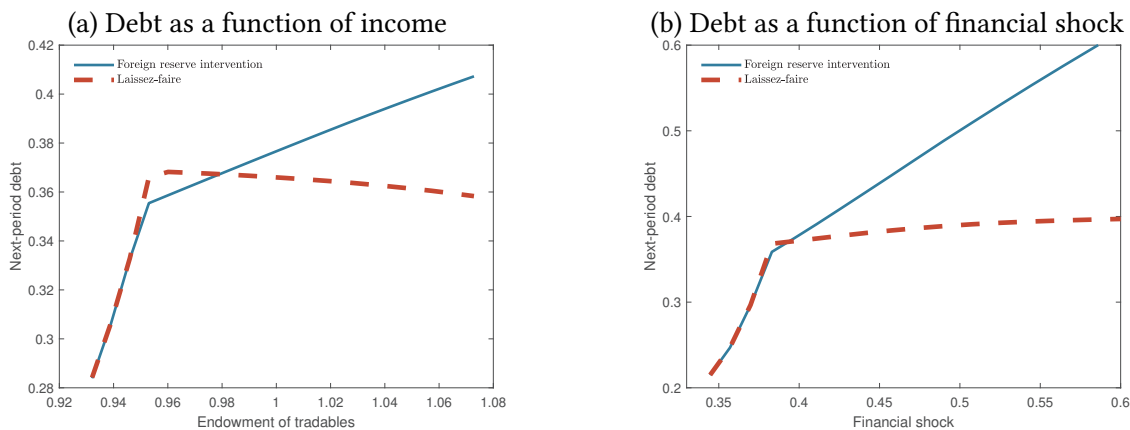 (a) Debt as a function of income
0.42
0.4
0.38
0.36
0.34
0.32
0.3
0.28
Next-period debt
Foreign reserve intervention
Laissez-faire
0.92 0.94 0.96 0.98 1 1.02 1.04 1.06 1.08
Endowment of tradables
(b) Debt as a function of financial shock
0.6
0.5
0.4
0.3
0.2
Next-period debt
Foreign reserve intervention
Laissez-faire
0.35 0.4 0.45 0.5 0.55 0.6
Financial shock